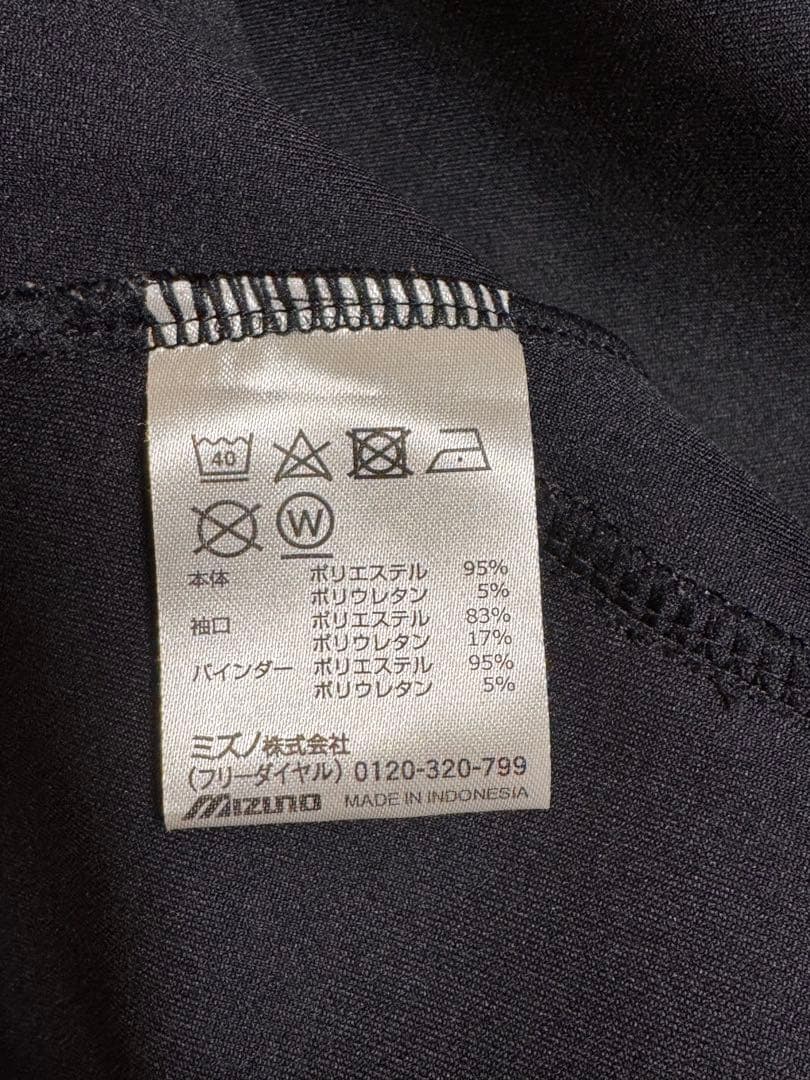 40
W
本体 ポリエステル 95%
ポリウレタン 5%
袖口 ポリエステル 83%
ポリウレタン 17%
バインダー ポリエステル 95%
ポリウレタン 5%
ミズノ株式会社
(フリーダイヤル) 0120-320-799
MIZUNO MADE IN INDONESIA